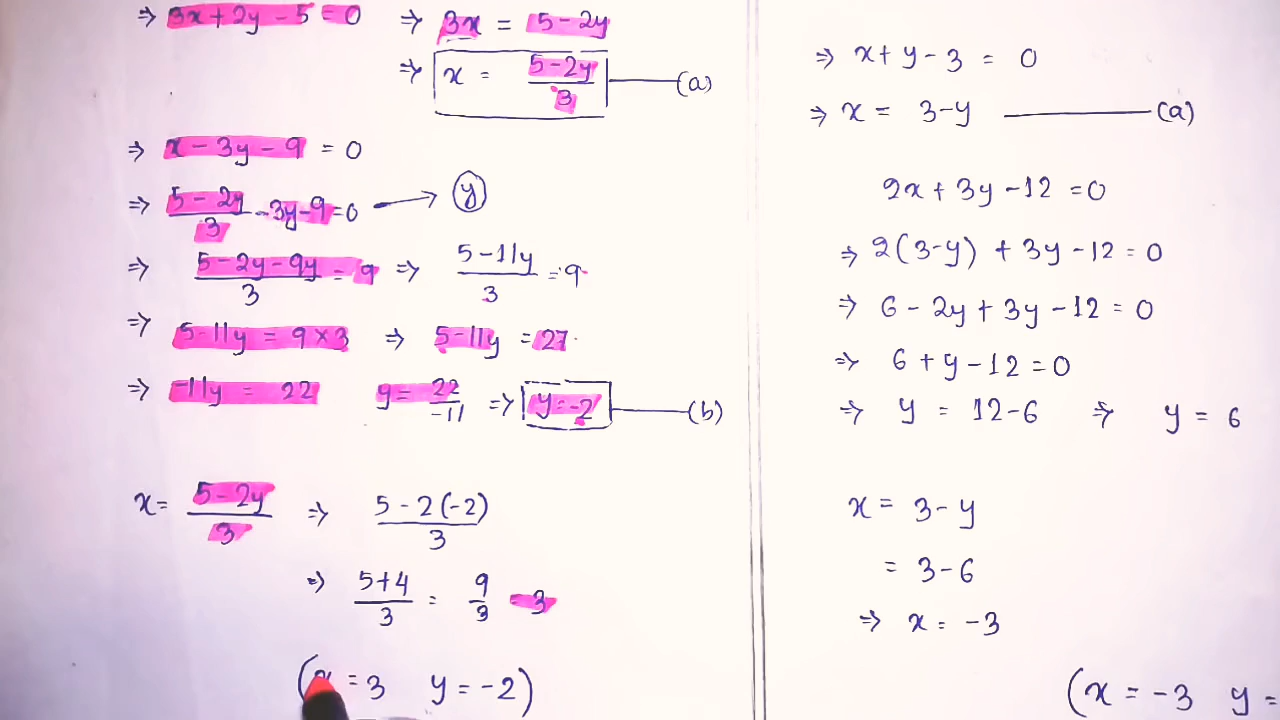 ⇒ 3x + 2y - 5 = 0 ⇒ 3x = 5 - 2y
⇒ x = (5 - 2y)/3 —— (a)
⇒ x - 3y - 9 = 0
⇒ (5 - 2y)/3 - 3y - 9 = 0 → y
⇒ (5 - 2y - 9y)/3 = 9 ⇒ (5 - 11y)/3 = 9
⇒ 5 - 11y = 9 × 3 ⇒ 5 - 11y = 27
⇒ -11y = 22 y = 22/-11 ⇒ y = -2 —— (b)
x = (5 - 2y)/3 ⇒ (5 - 2(-2))/3
⇒ (5+4)/3 = 9/3 = 3
(x = 3 y = -2)
⇒ x + y - 3 = 0
⇒ x = 3 - y —— (a)
2x + 3y - 12 = 0
⇒ 2(3-y) + 3y - 12 = 0
⇒ 6 - 2y + 3y - 12 = 0
⇒ 6 + y - 12 = 0
⇒ y = 12 - 6 ⇒ y = 6
x = 3 - y
= 3 - 6
⇒ x = -3
(x = -3 y =